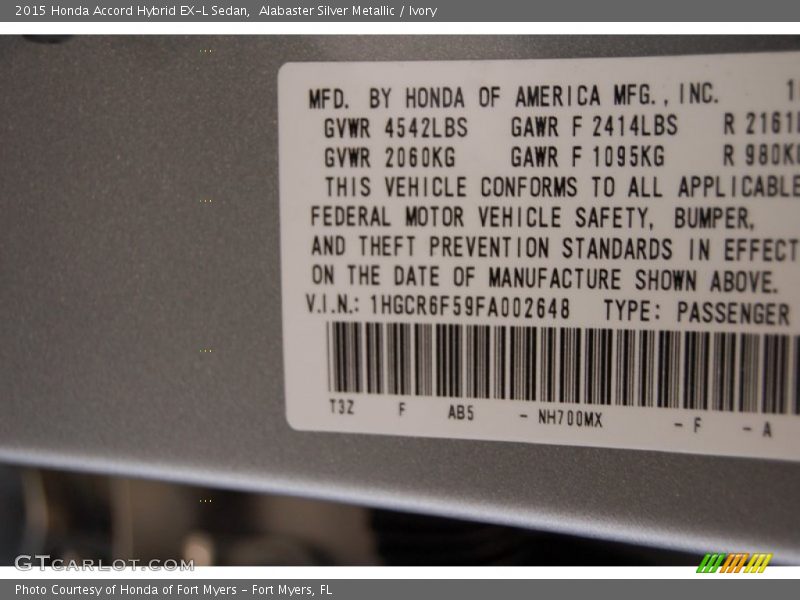 2015 Honda Accord Hybrid EX-L Sedan,  Alabaster Silver Metallic / Ivory
MFD. BY HONDA OF AMERICA MFG., INC.
GVWR 4542LBS GAWR F 2414LBS R 2161
GVWR 2060KG GAWR F 1095KG R 980KG
THIS VEHICLE CONFORMS TO ALL APPLICABLE
FEDERAL MOTOR VEHICLE SAFETY, BUMPER,
AND THEFT PREVENTION STANDARDS IN EFFECT
ON THE DATE OF MANUFACTURE SHOWN ABOVE.
V.I.N.: 1HGCR6F59FA002648 TYPE: PASSENGER
T3Z F AB5 - NH700MX - F - A
GTCARLOT.COM
Photo Courtesy of Honda of Fort Myers - Fort Myers, FL